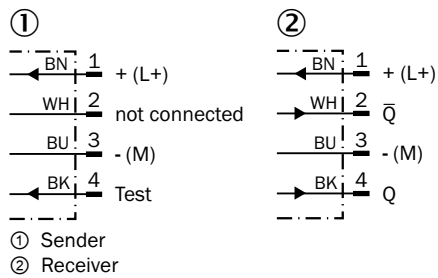 ① ②
BN 1 + (L+)
WH 2 not connected
BU 3 - (M)
BK 4 Test
BN 1 + (L+)
WH 2 Q̅
BU 3 - (M)
BK 4 Q
① Sender
② Receiver